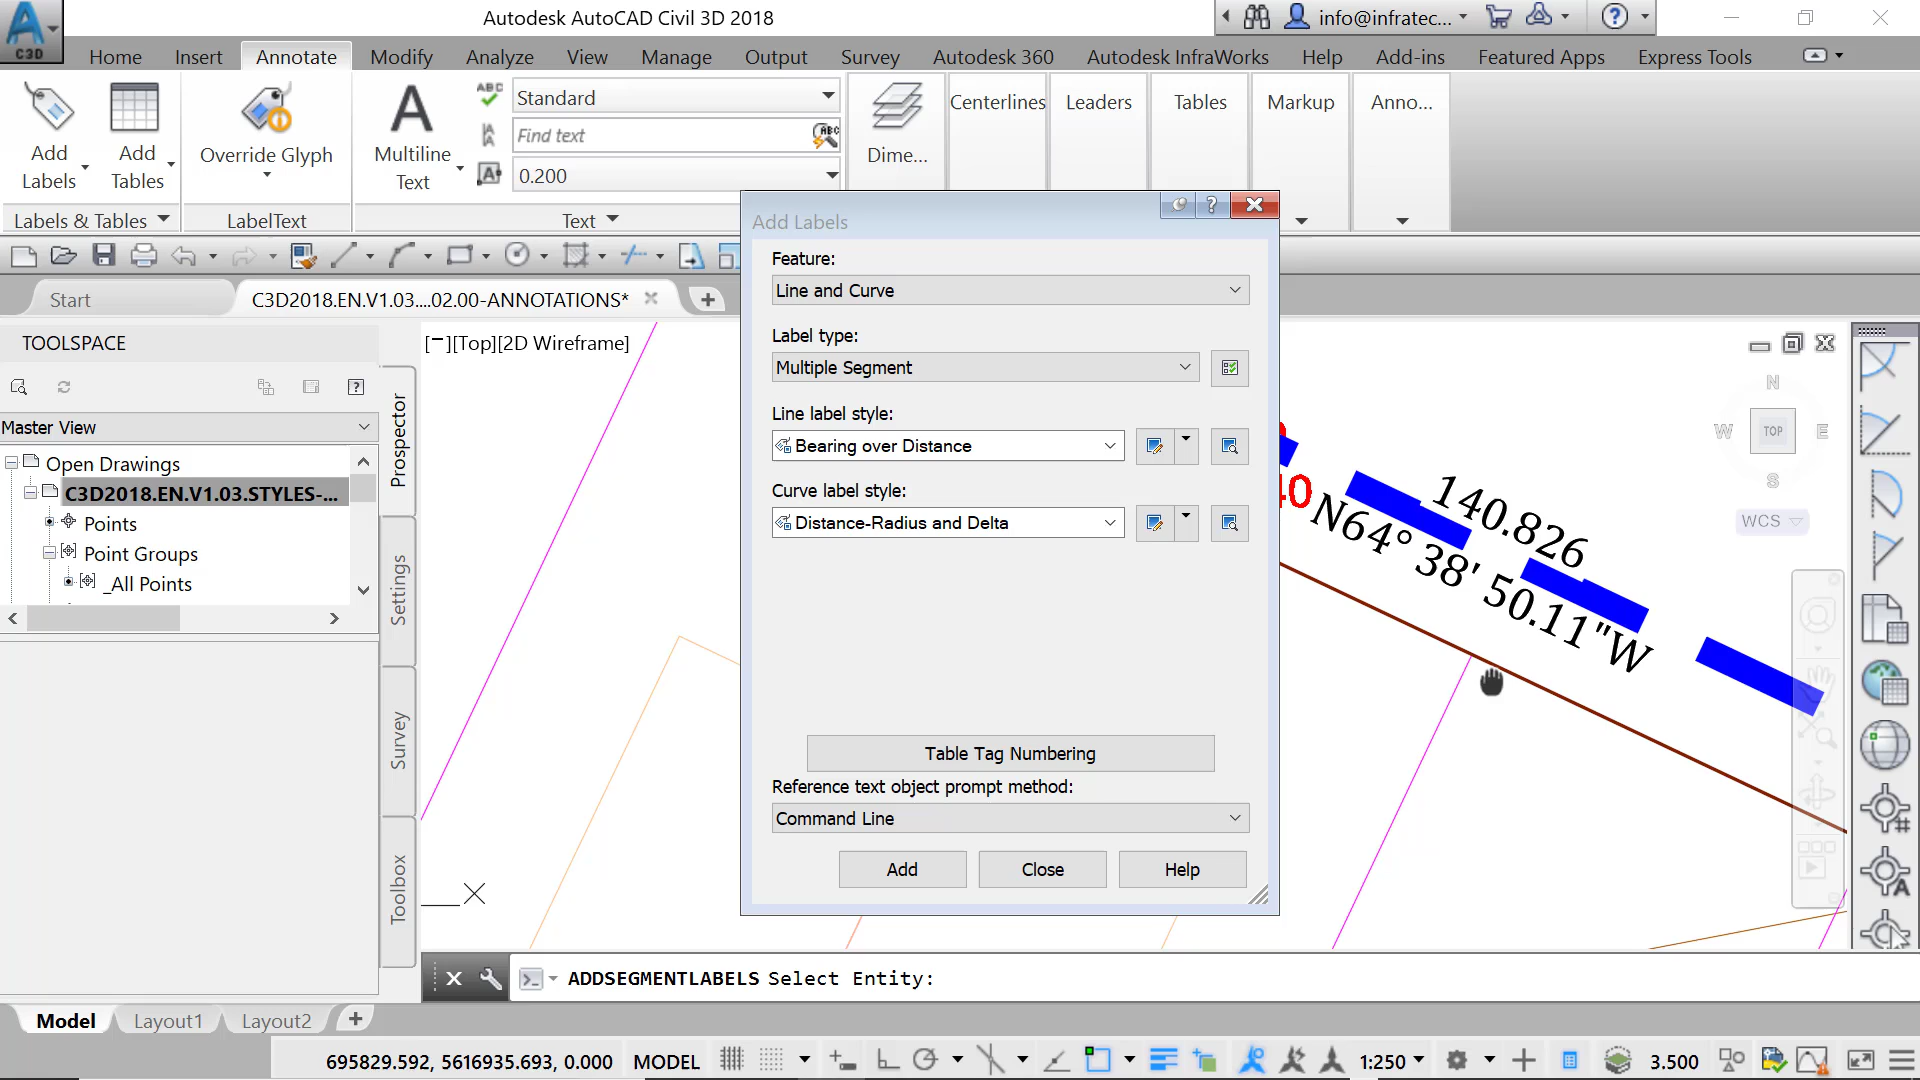 Autodesk AutoCAD Civil 3D 2018
info@infratec...
C3D
Home Insert Annotate Modify Analyze View Manage Output Survey Autodesk 360 Autodesk InfraWorks Help Add-ins Featured Apps Express Tools
Add Labels
Add Tables
Override Glyph
Multiline Text
ABC
Standard
Find text
ABC
0.200
Dime...
Centerlines
Leaders
Tables
Markup
Anno...
Labels & Tables
LabelText
Text
Start
C3D2018.EN.V1.03....02.00-ANNOTATIONS*
TOOLSPACE
Master View
Open Drawings
C3D2018.EN.V1.03.STYLES-...
Points
Point Groups
_All Points
Prospector
Settings
Survey
Toolbox
[−][Top][2D Wireframe]
Add Labels
Feature:
Line and Curve
Label type:
Multiple Segment
Line label style:
Bearing over Distance
Curve label style:
Distance-Radius and Delta
Table Tag Numbering
Reference text object prompt method:
Command Line
Add
Close
Help
140.826
N64° 38' 50.11"W
N
W
TOP
E
S
WCS
X
ADDSEGMENTLABELS Select Entity:
Model
Layout1
Layout2
695829.592, 5616935.693, 0.000
MODEL
1:250
3.500